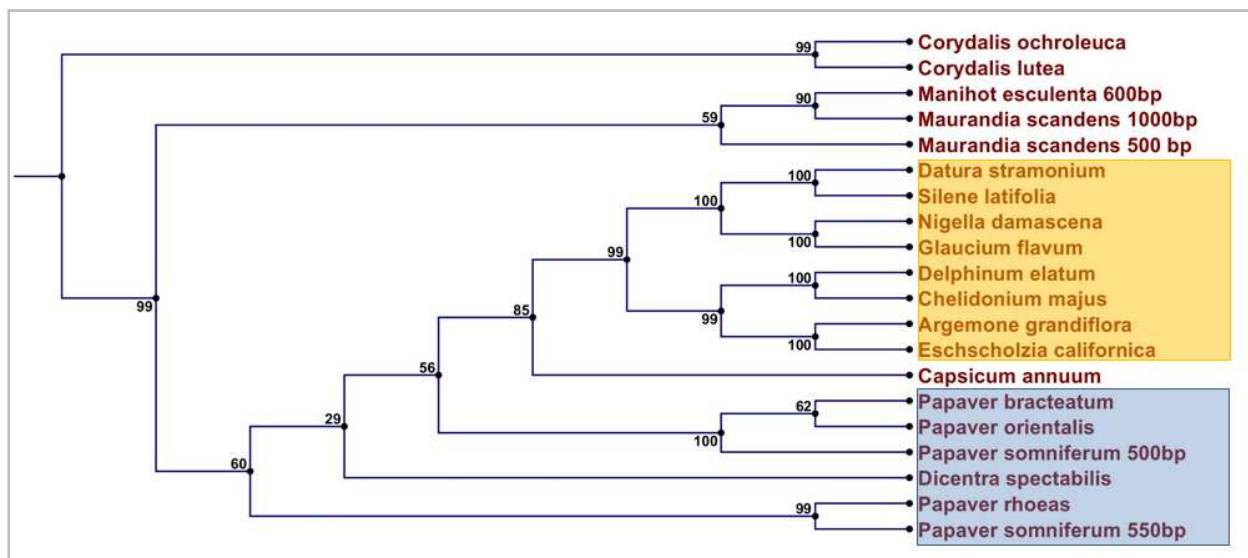 99 Corydalis ochroleuca
Corydalis lutea
90 Manihot esculenta 600bp
59 Maurandia scandens 1000bp
Maurandia scandens 500 bp
100 Datura stramonium
100 Silene latifolia
Nigella damascena
99 100 Glaucium flavum
100 Delphinum elatum
99 Chelidonium majus
85 99 Argemone grandiflora
100 Eschscholzia californica
56 Capsicum annuum
62 Papaver bracteatum
29 Papaver orientalis
100 Papaver somniferum 500bp
60 Dicentra spectabilis
99 Papaver rhoeas
Papaver somniferum 550bp